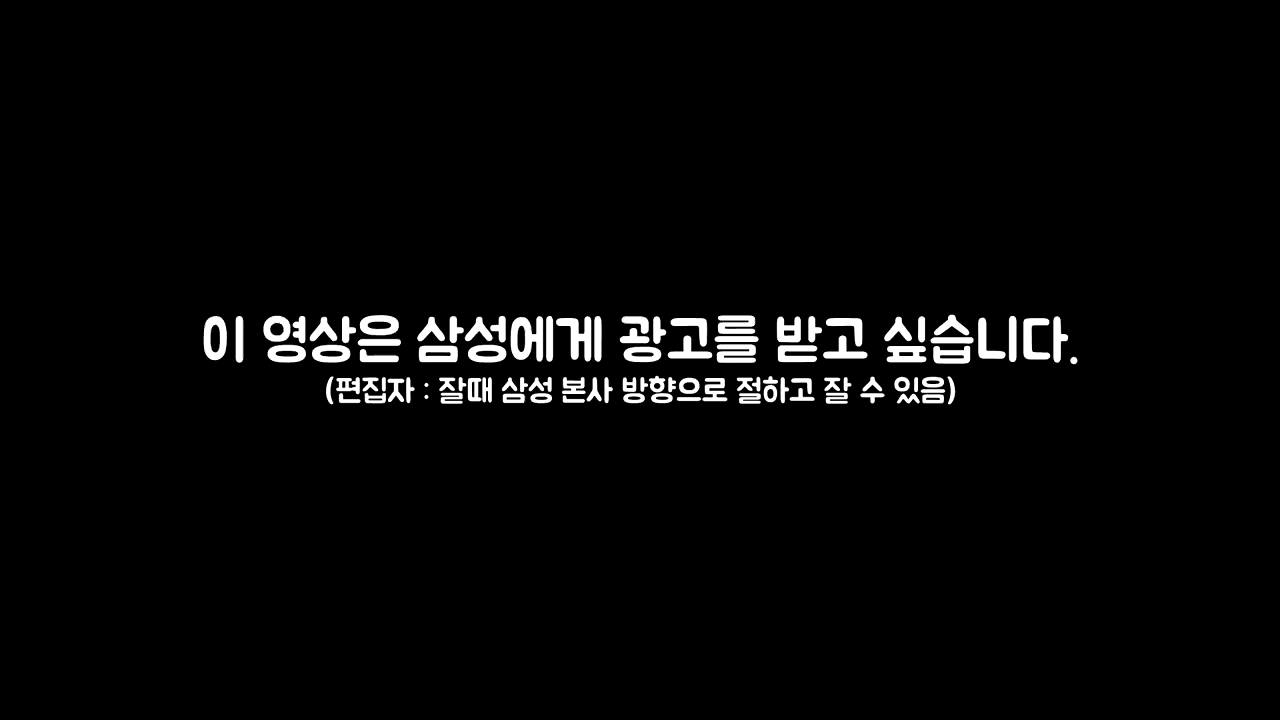 이 영상은 삼성에게 광고를 받고 싶습니다.
(편집자 : 잘때 삼성 본사 방향으로 절하고 잘 수 있음)